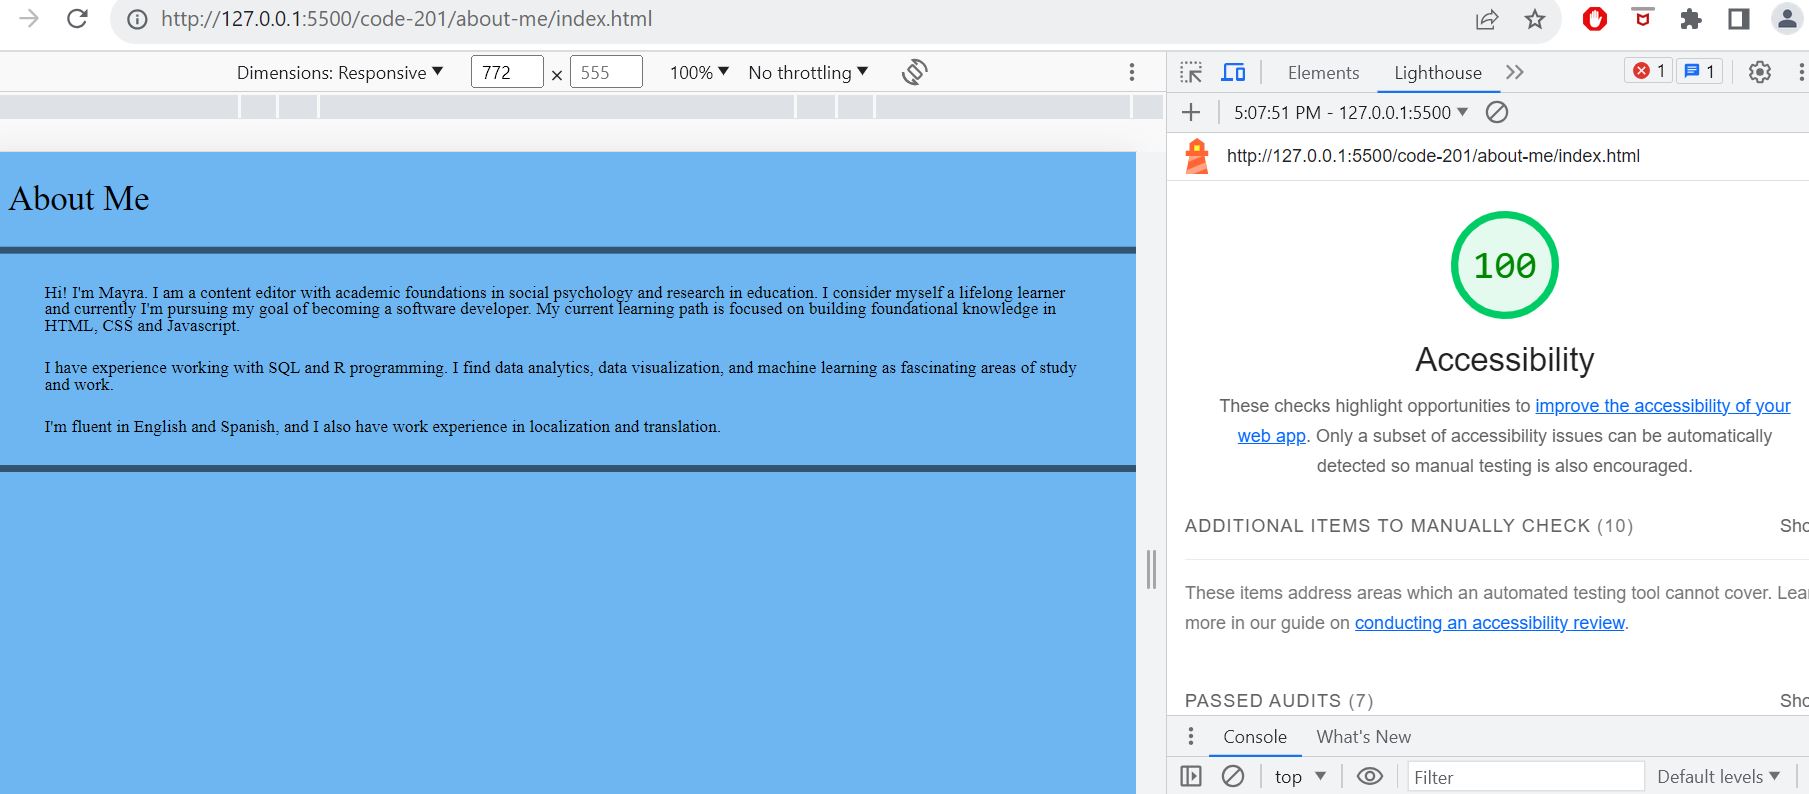 http://127.0.0.1:5500/code-201/about-me/index.html
Dimensions: Responsive 772 × 555 100% No throttling
Elements Lighthouse 1 1
5:07:51 PM - 127.0.0.1:5500
http://127.0.0.1:5500/code-201/about-me/index.html
About Me
Hi! I'm Mayra. I am a content editor with academic foundations in social psychology and research in education. I consider myself a lifelong learner
and currently I'm pursuing my goal of becoming a software developer. My current learning path is focused on building foundational knowledge in
HTML, CSS and Javascript.
I have experience working with SQL and R programming. I find data analytics, data visualization, and machine learning as fascinating areas of study
and work.
I'm fluent in English and Spanish, and I also have work experience in localization and translation.
100
Accessibility
These checks highlight opportunities to improve the accessibility of your
web app. Only a subset of accessibility issues can be automatically
detected so manual testing is also encouraged.
ADDITIONAL ITEMS TO MANUALLY CHECK (10) Sho
These items address areas which an automated testing tool cannot cover. Lear
more in our guide on conducting an accessibility review.
PASSED AUDITS (7) Sho
Console What's New
top Filter Default levels